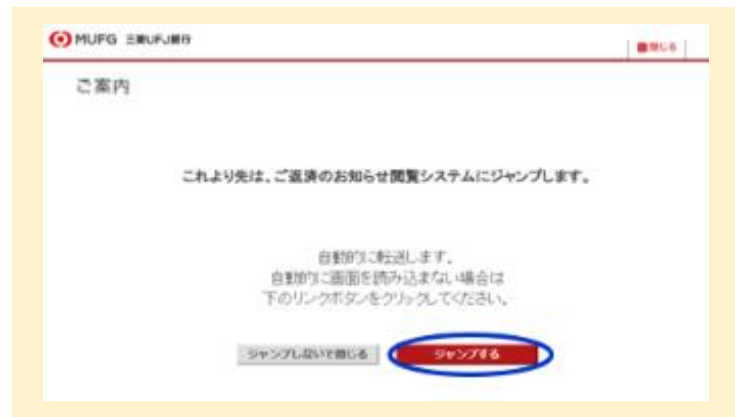 MUFG 三菱UFJ銀行
閉じる
ご案内
これより先は、ご返済のお知らせ閲覧システムにジャンプします。
自動的に転送します。
自動的に画面を読み込まない場合は
下のリンクボタンをクリックしてください。
ジャンプしないで閉じる
ジャンプする